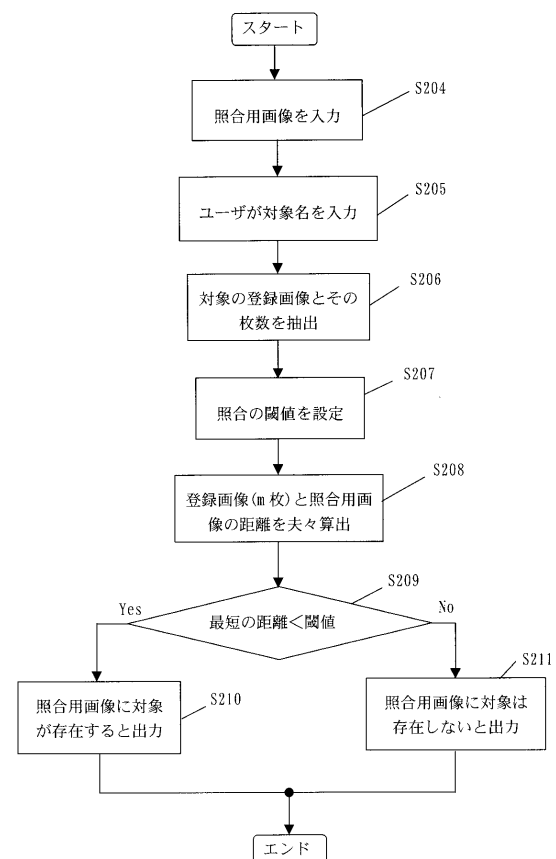 スタート
S204
照合用画像を入力
S205
ユーザが対象名を入力
S206
対象の登録画像とその
枚数を抽出
S207
照合の閾値を設定
S208
登録画像(m枚)と照合用画
像の距離を夫々算出
S209
Yes
最短の距離<閾値
No
S210
照合用画像に対象
が存在すると出力
S211
照合用画像に対象は
存在しないと出力
エンド